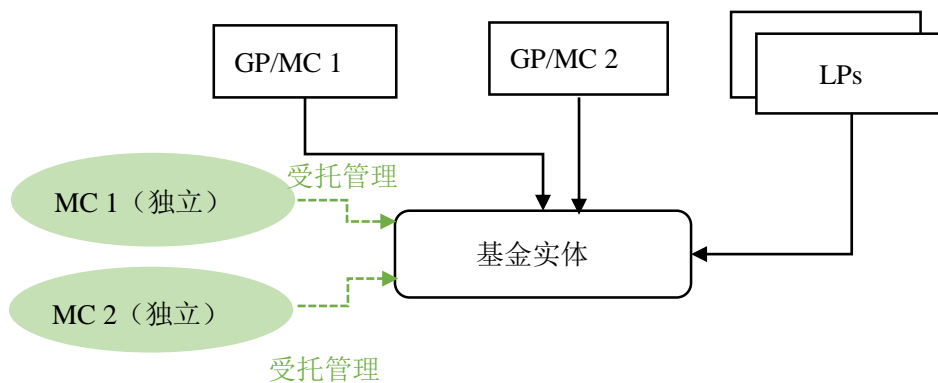 GP/MC 1
GP/MC 2
LPs
受托管理
MC 1（独立）
基金实体
MC 2（独立）
受托管理